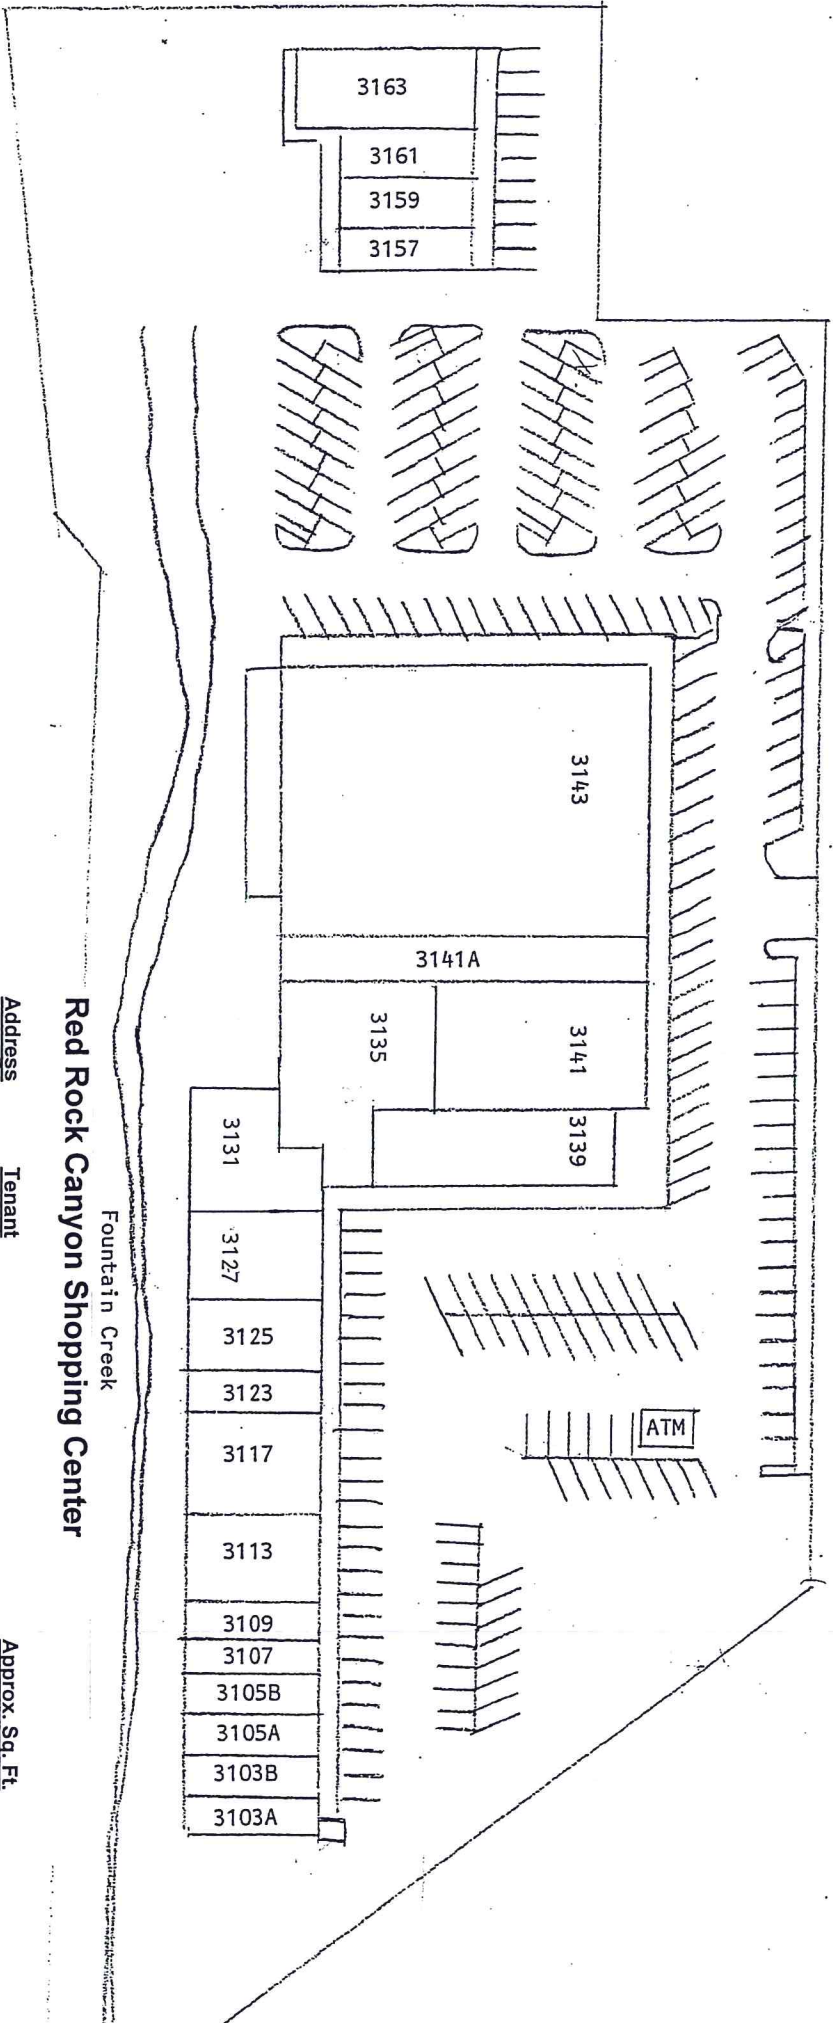 3163
3161
3159
3157
3143
3141A
3135
3141
3139
3131
3127
3125
3123
3117
ATM
3113
3109
3107
3105B
3105A
3103B
3103A
Fountain Creek
Red Rock Canyon Shopping Center
Address Tenant Approx. Sq. Ft.